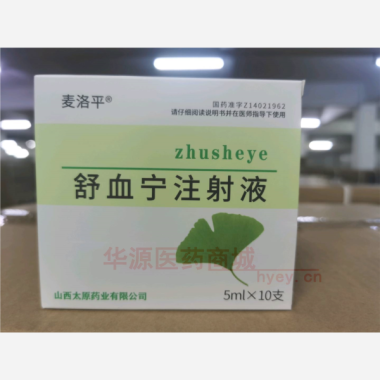 麦洛平®
国药准字Z14021962
请仔细阅读说明书并在医师指导下使用
zhusheye
舒血宁注射液
华源医药商城
hyey.cn
山西太原药业有限公司
5ml×10支